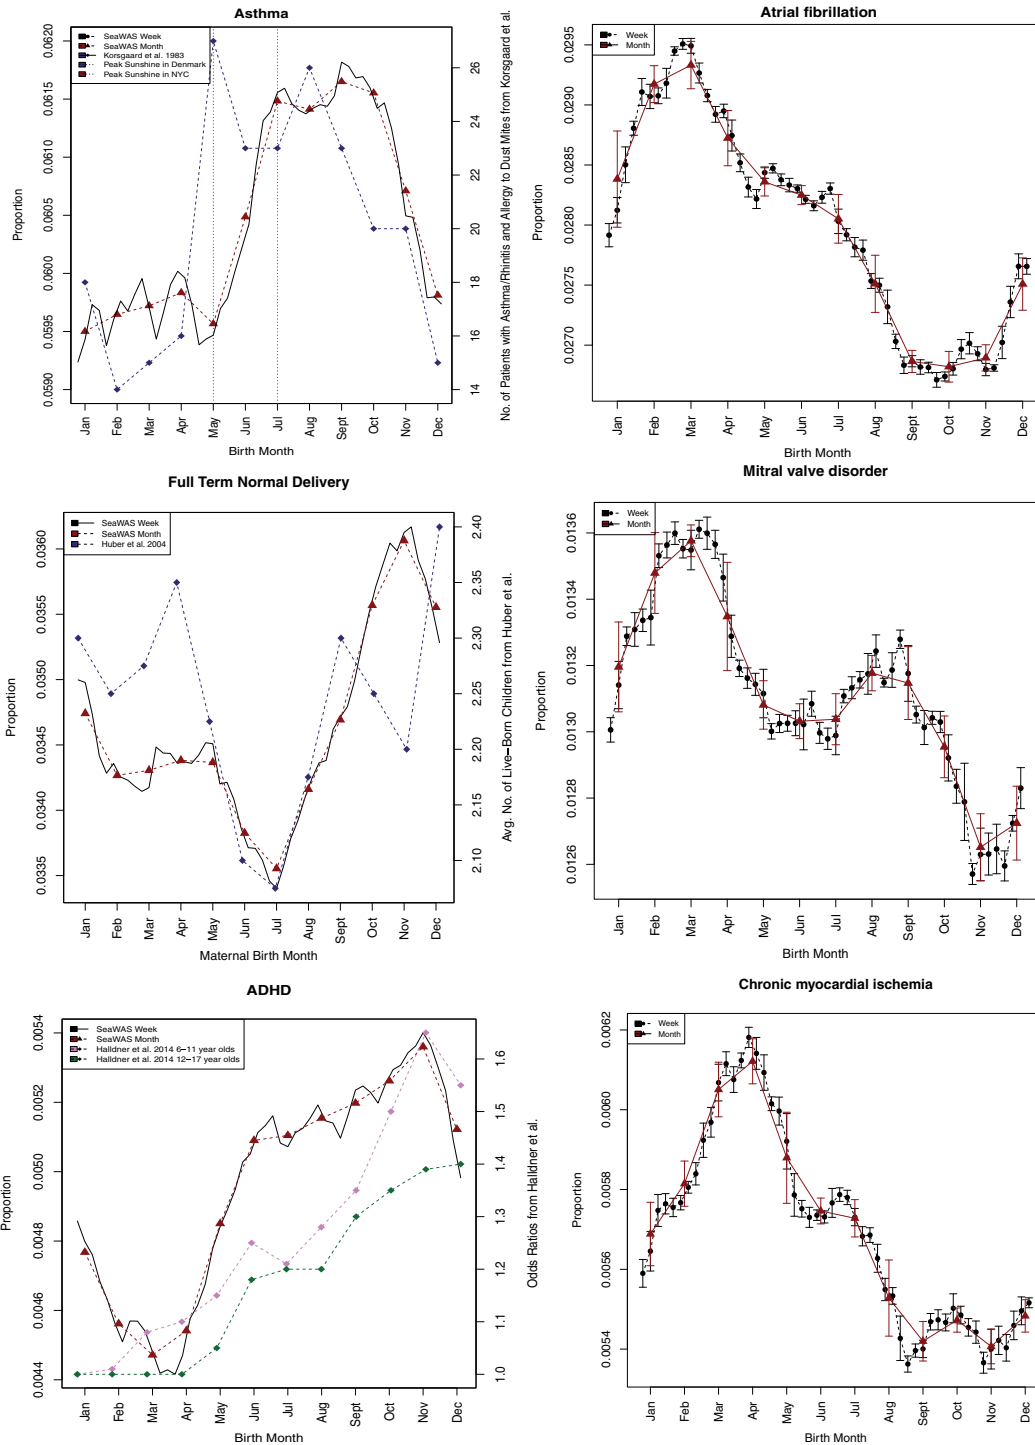 Asthma
SeaWAS Week
SeaWAS Month
Korsgaard et al. 1983
Peak Sunshine in Denmark
Peak Sunshine in NYC
Proportion
0.0590 0.0595 0.0600 0.0605 0.0610 0.0615 0.0620
14 16 18 20 22 24 26
No. of Patients with Asthma/Rhinitis and Allergy to Dust Mites from Korsgaard et al.
Jan Feb Mar Apr May Jun Jul Aug Sept Oct Nov Dec
Birth Month
Atrial fibrillation
Week
Month
Proportion
0.0270 0.0275 0.0280 0.0285 0.0290 0.0295
Jan Feb Mar Apr May Jun Jul Aug Sept Oct Nov Dec
Birth Month
Full Term Normal Delivery
SeaWAS Week
SeaWAS Month
Huber et al. 2004
Proportion
0.0335 0.0340 0.0345 0.0350 0.0355 0.0360
2.10 2.15 2.20 2.25 2.30 2.35 2.40
Avg. No. of Live−Born Children from Huber et al.
Jan Feb Mar Apr May Jun Jul Aug Sept Oct Nov Dec
Maternal Birth Month
Mitral valve disorder
Week
Month
Proportion
0.0126 0.0128 0.0130 0.0132 0.0134 0.0136
Jan Feb Mar Apr May Jun Jul Aug Sept Oct Nov Dec
Birth Month
ADHD
SeaWAS Week
SeaWAS Month
Halldner et al. 2014 6−11 year olds
Halldner et al. 2014 12−17 year olds
Proportion
0.0044 0.0046 0.0048 0.0050 0.0052 0.0054
1.0 1.1 1.2 1.3 1.4 1.5 1.6
Odds Ratios from Halldner et al.
Jan Feb Mar Apr May Jun Jul Aug Sep Oct Nov Dec
Birth Month
Chronic myocardial ischemia
Week
Month
Proportion
0.0054 0.0056 0.0058 0.0060 0.0062
Jan Feb Mar Apr May Jun Jul Aug Sept Oct Nov Dec
Birth Month